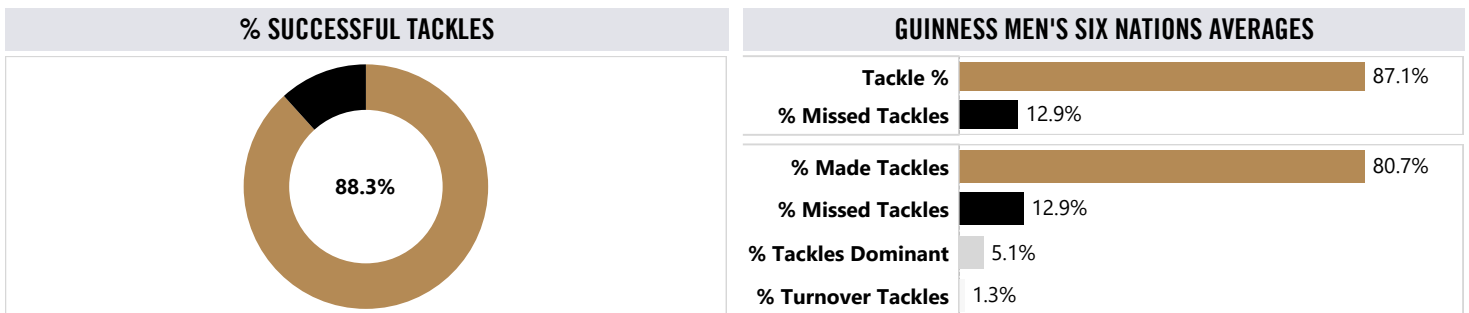 % SUCCESSFUL TACKLES
88.3%
GUINNESS MEN'S SIX NATIONS AVERAGES
Tackle % 87.1%
% Missed Tackles 12.9%
% Made Tackles 80.7%
% Missed Tackles 12.9%
% Tackles Dominant 5.1%
% Turnover Tackles 1.3%